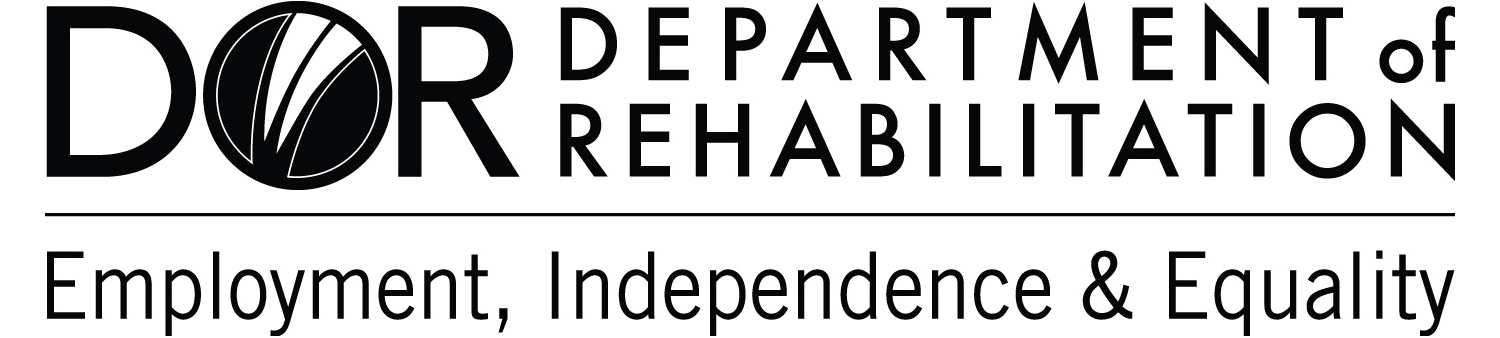 DOR
DEPARTMENT of
REHABILITATION
Employment, Independence & Equality